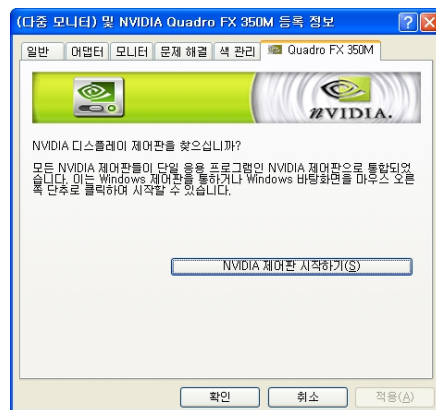 (다중 모니터) 및 NVIDIA Quadro FX 350M 등록 정보
일반 어댑터 모니터 문제 해결 색 관리 Quadro FX 350M
NVIDIA.
NVIDIA 디스플레이 제어판을 찾으십니까?
모든 NVIDIA 제어판들이 단일 응용 프로그램인 NVIDIA 제어판으로 통합되었
습니다. 이는 Windows 제어판을 통하거나 Windows 바탕화면을 마우스 오른
쪽 단추로 클릭하여 시작할 수 있습니다.
NVIDIA 제어판 시작하기(S)
확인 취소 적용(A)